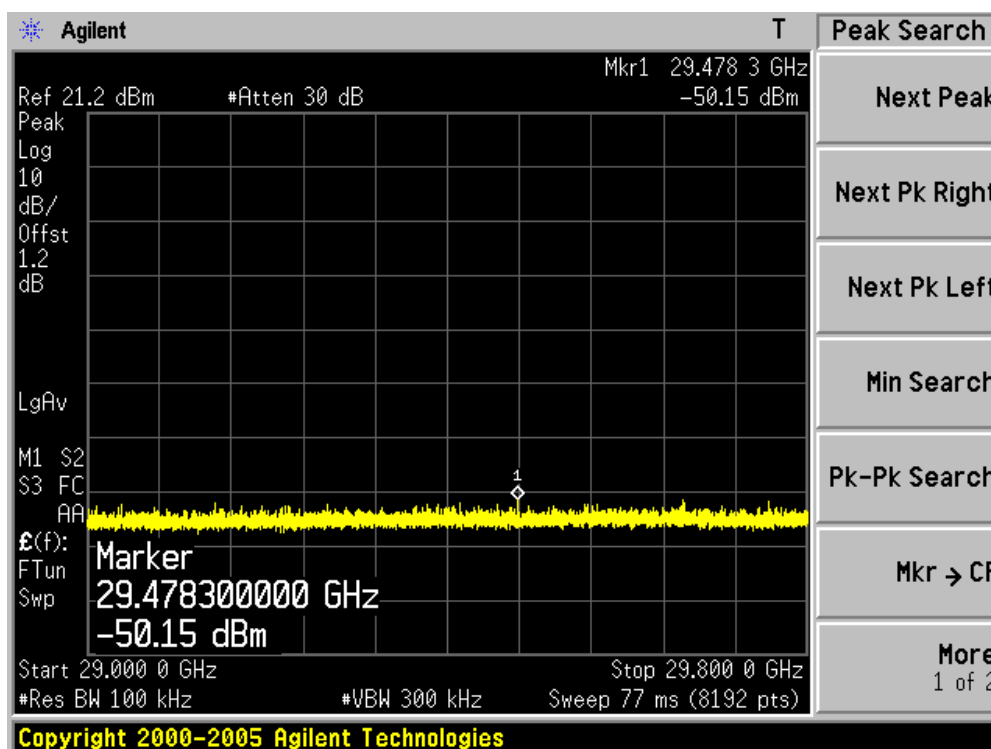 Agilent T
Peak Search
Mkr1 29.478 3 GHz
Ref 21.2 dBm #Atten 30 dB -50.15 dBm
Peak
Log
10
dB/
Offst
1.2
dB
LgAv
M1 S2
S3 FC
AA
£(f):
FTun
Swp
1
Marker
29.478300000 GHz
-50.15 dBm
Start 29.000 0 GHz Stop 29.800 0 GHz
#Res BW 100 kHz #VBW 300 kHz Sweep 77 ms (8192 pts)
Copyright 2000-2005 Agilent Technologies
Next Peak
Next Pk Right
Next Pk Left
Min Search
Pk-Pk Search
Mkr → CF
More
1 of 2